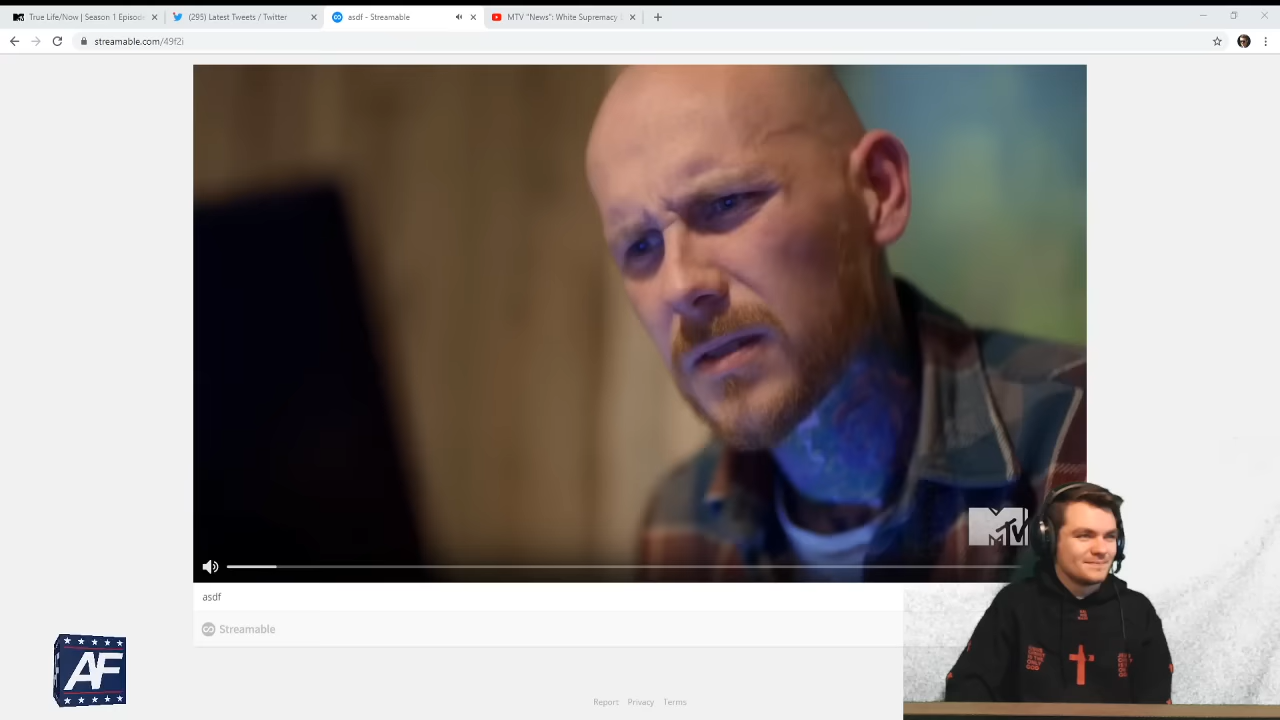 True Life/Now | Season 1 Episode
(295) Latest Tweets / Twitter
asdf - Streamable
MTV "News": White Supremacy
streamable.com/49f2i
MTV
asdf
Streamable
AF
Report Privacy Terms